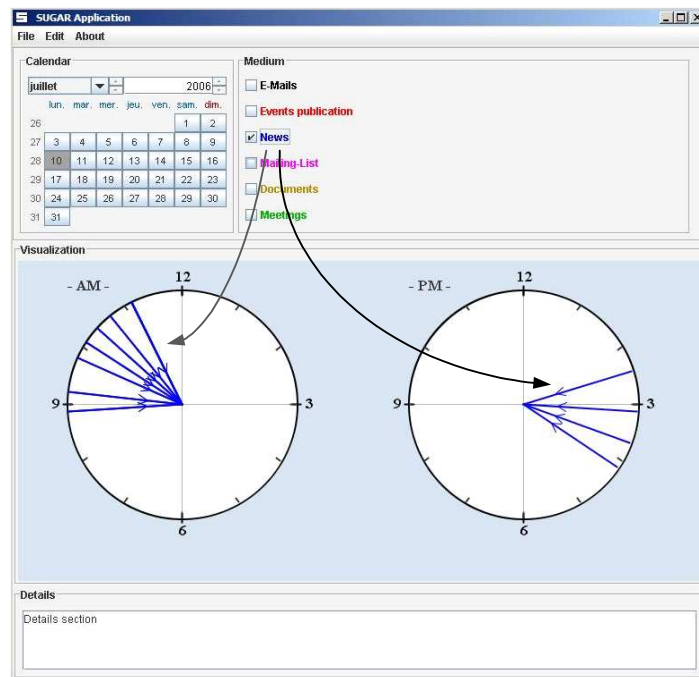 SUGAR Application
File Edit About
Calendar
juillet 2006
lun. mar. mer. jeu. ven. sam. dim.
26 1 2
27 3 4 5 6 7 8 9
28 10 11 12 13 14 15 16
29 17 18 19 20 21 22 23
30 24 25 26 27 28 29 30
31 31
Medium
E-Mails
Events publication
News
Mailing-List
Documents
Meetings
Visualization
- AM -
12
9 3
6
- PM -
12
9 3
6
Details
Details section